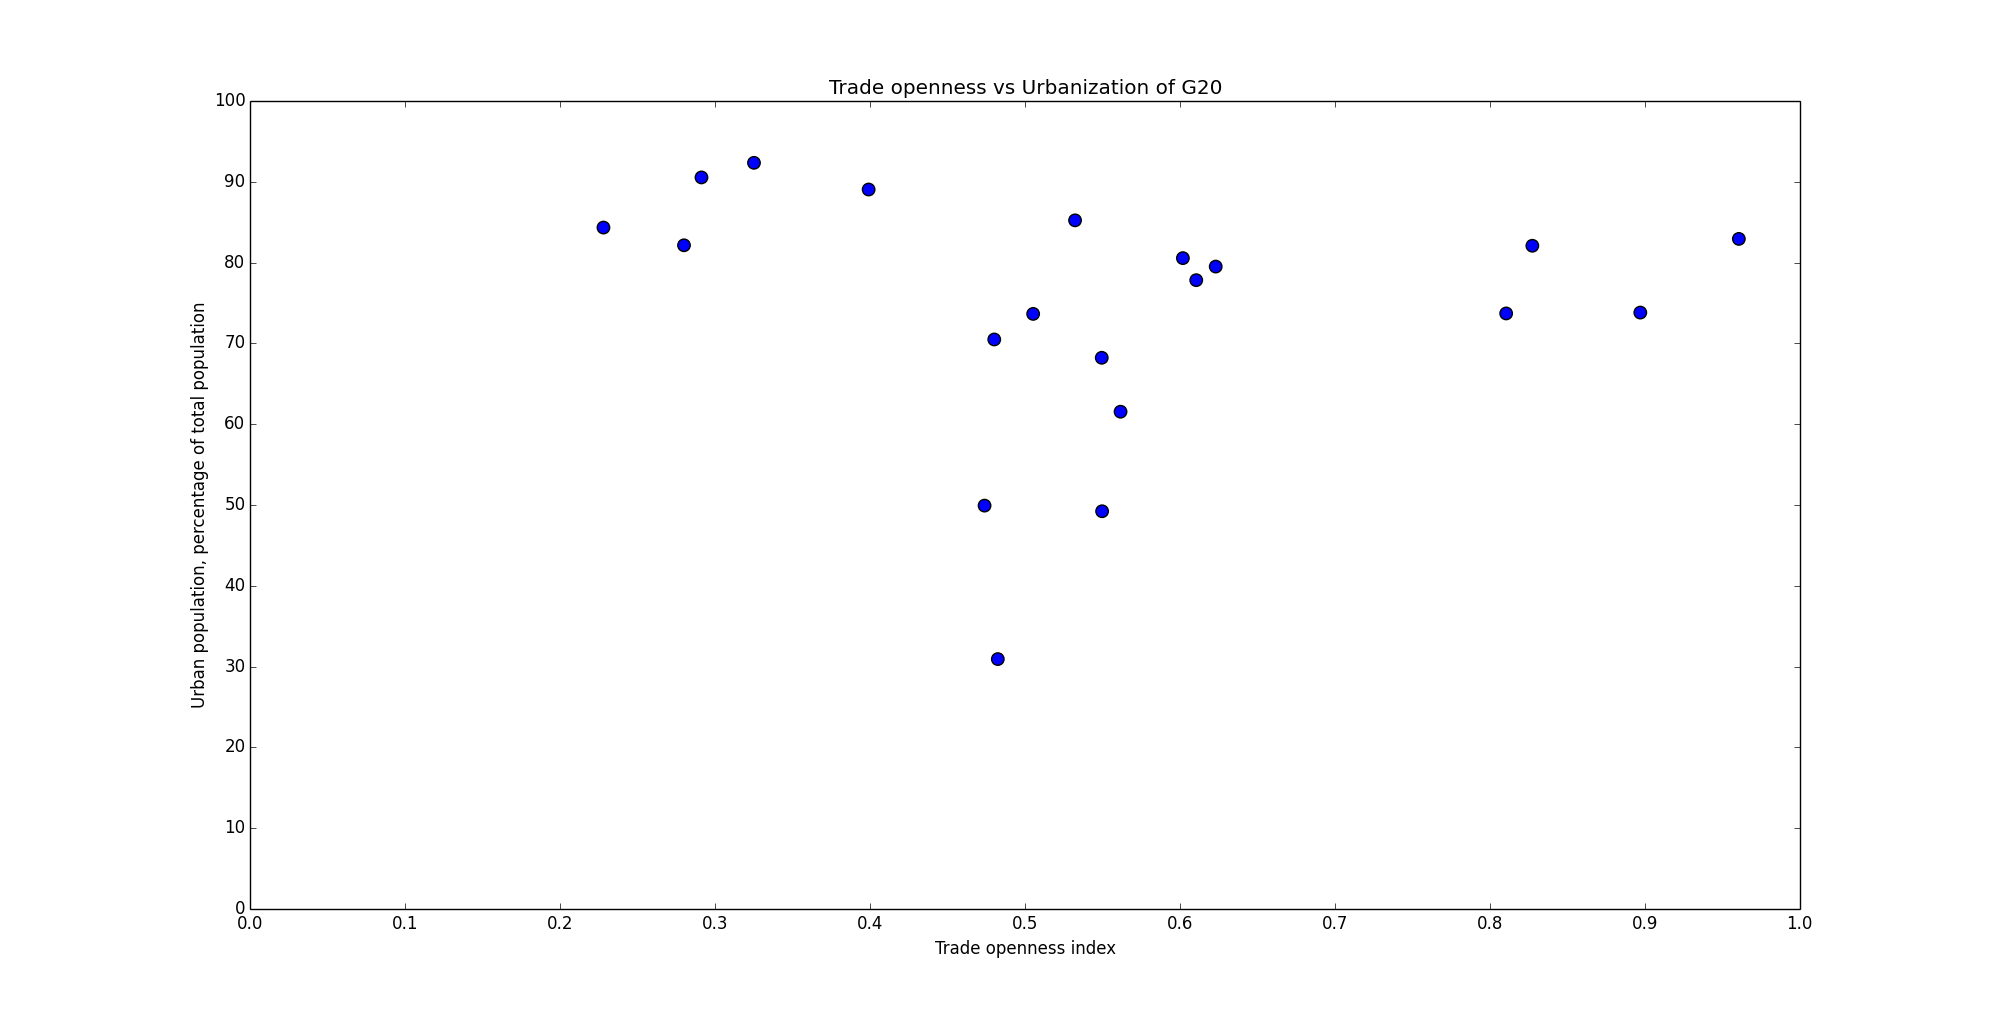 Trade openness vs Urbanization of G20
100
90
80
70
60
50
40
30
20
10
0
Urban population, percentage of total population
0.0 0.1 0.2 0.3 0.4 0.5 0.6 0.7 0.8 0.9 1.0
Trade openness index